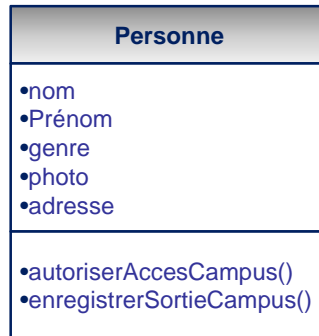 Personne
•nom
•Prénom
•genre
•photo
•adresse
•autoriserAccesCampus()
•enregistrerSortieCampus()